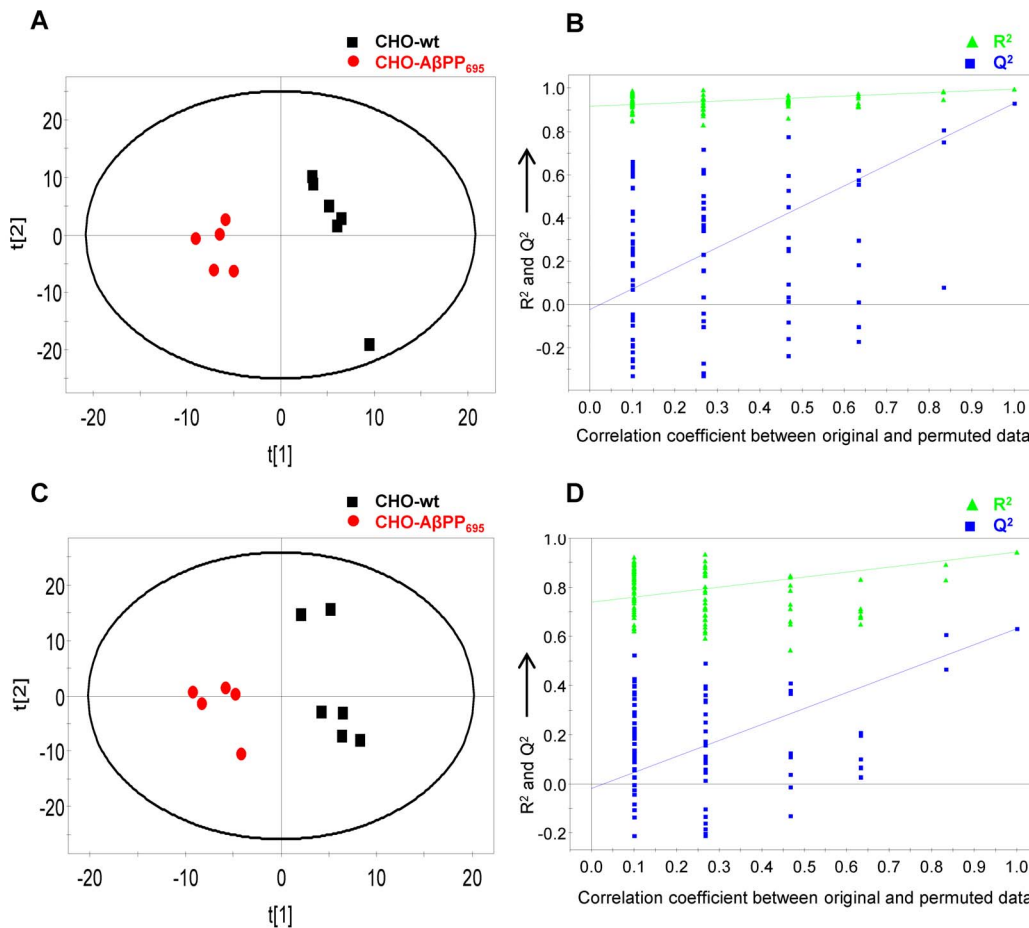 A
CHO-wt
CHO-AβPP₆₉₅
t[2]
20
10
0
-10
-20
-20
-10
0
10
20
t[1]
B
R²
Q²
R² and Q²
1.0
0.8
0.6
0.4
0.2
0.0
-0.2
0.0 0.1 0.2 0.3 0.4 0.5 0.6 0.7 0.8 0.9 1.0
Correlation coefficient between original and permuted data
C
CHO-wt
CHO-AβPP₆₉₅
t[2]
20
10
0
-10
-20
-20
-10
0
10
20
t[1]
D
R²
Q²
R² and Q²
1.0
0.8
0.6
0.4
0.2
0.0
-0.2
0.0 0.1 0.2 0.3 0.4 0.5 0.6 0.7 0.8 0.9 1.0
Correlation coefficient between original and permuted data